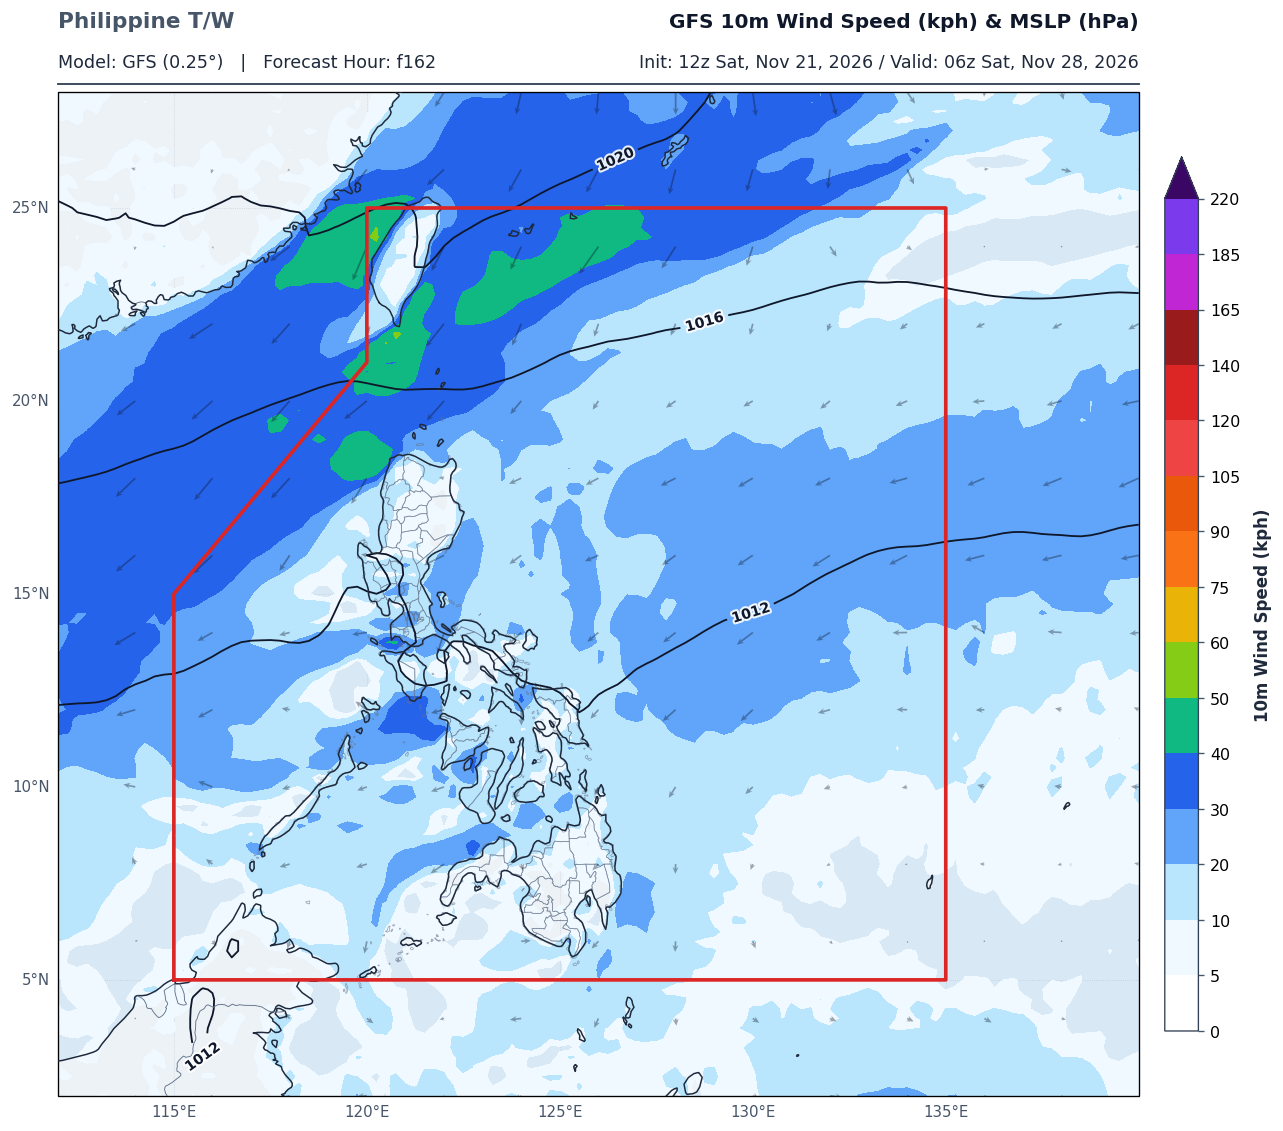 Philippine T/W
GFS 10m Wind Speed (kph) & MSLP (hPa)
Model: GFS (0.25°)   |   Forecast Hour: f162
Init: 12z Sat, Nov 21, 2026 / Valid: 06z Sat, Nov 28, 2026
25°N
20°N
15°N
10°N
5°N
115°E
120°E
125°E
130°E
135°E
1020
1016
1012
1012
220
185
165
140
120
105
90
75
60
50
40
30
20
10
5
0
10m Wind Speed (kph)